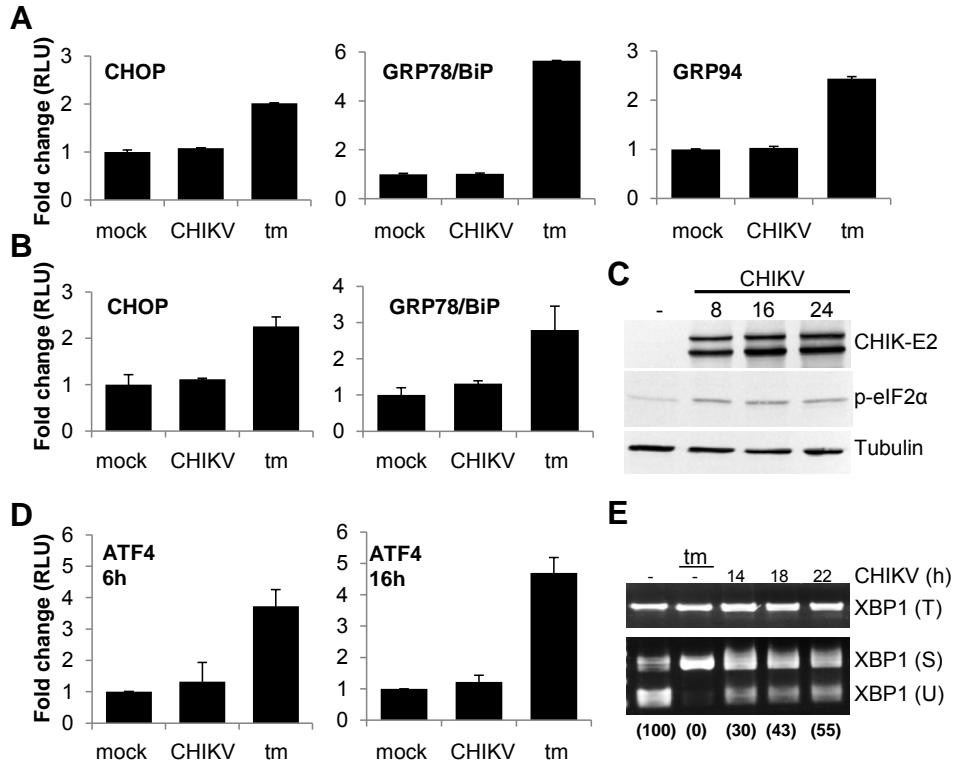 A
Fold change (RLU)
3
2
1
0
CHOP
mock CHIKV tm
6
4
2
0
GRP78/BiP
mock CHIKV tm
3
2
1
0
GRP94
mock CHIKV tm
B
Fold change (RLU)
3
2
1
0
CHOP
mock CHIKV tm
4
3
2
1
0
GRP78/BiP
mock CHIKV tm
C
CHIKV
- 8 16 24
CHIK-E2
p-eIF2α
Tubulin
D
Fold change (RLU)
6
5
4
3
2
1
0
ATF4
6h
mock CHIKV tm
6
5
4
3
2
1
0
ATF4
16h
mock CHIKV tm
E
tm
- - 14 18 22 CHIKV (h)
XBP1 (T)
XBP1 (S)
XBP1 (U)
(100) (0) (30) (43) (55)